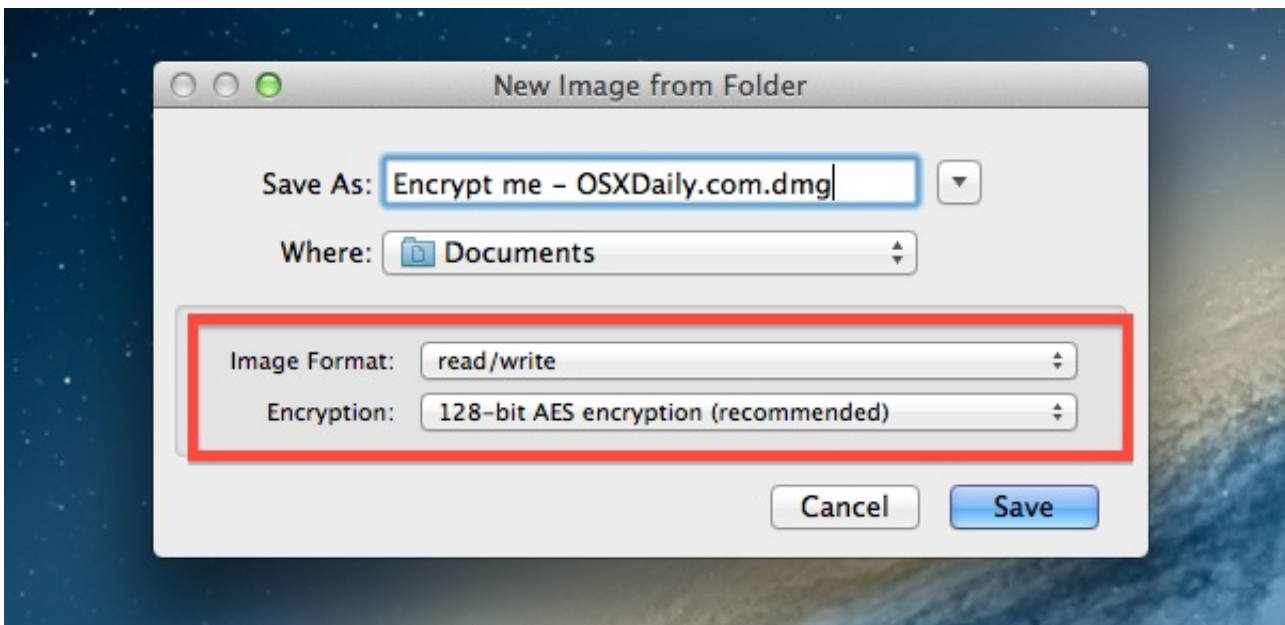 New Image from Folder
Save As: Encrypt me – OSXDaily.com.dmg
Where: Documents
Image Format: read/write
Encryption: 128-bit AES encryption (recommended)
Cancel Save